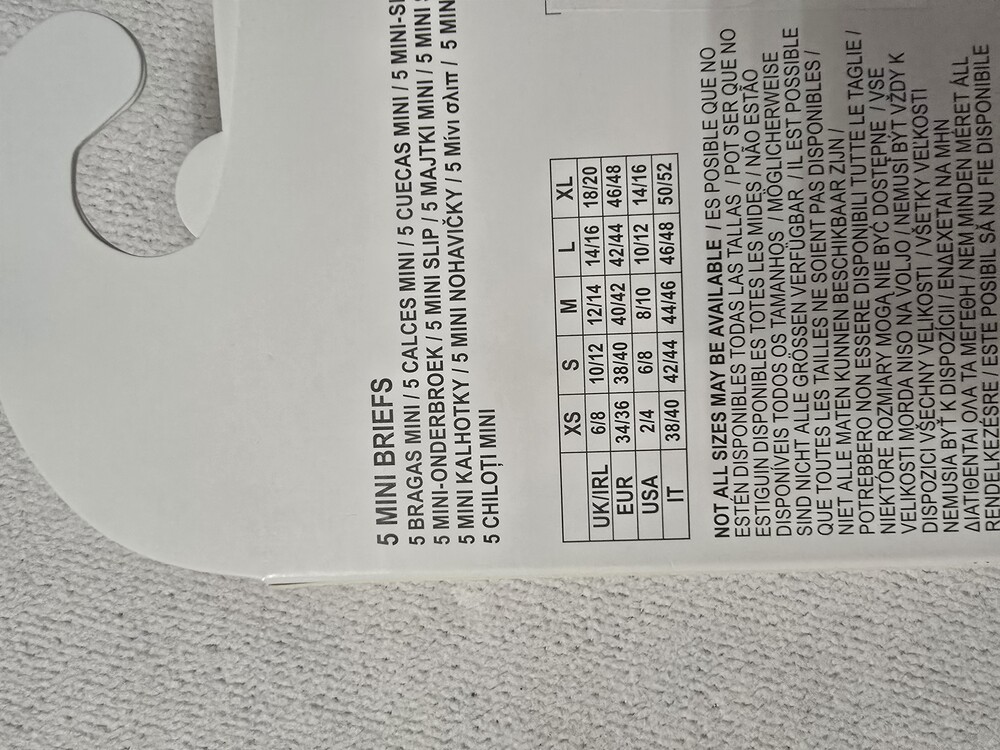 5 MINI BRIEFS
5 BRAGAS MINI / 5 CALCES MINI / 5 CUECAS MINI / 5 MINI-
5 MINI-ONDERBROEK / 5 MINI SLIP / 5 MAJTKI MINI / 5 MINI
5 MINI KALHOTKY / 5 MINI NOHAVIČKY / 5 Μίνι σλιπ / 5 MINI
5 CHILOȚI MINI
XS S M L XL
UK/IRL 6/8 10/12 12/14 14/16 18/20
EUR 34/36 38/40 40/42 42/44 46/48
USA 2/4 6/8 8/10 10/12 14/16
IT 38/40 42/44 44/46 46/48 50/52
NOT ALL SIZES MAY BE AVAILABLE / ES POSIBLE QUE NO
ESTÉN DISPONIBLES TODAS LAS TALLAS / POT SER QUE NO
ESTIGUIN DISPONIBLES TOTES LES MIDES / NÃO ESTÃO
DISPONÍVEIS TODOS OS TAMANHOS / MÖGLICHERWEISE
SIND NICHT ALLE GRÖSSEN VERFÜGBAR / IL EST POSSIBLE
QUE TOUTES LES TAILLES NE SOIENT PAS DISPONIBLES /
NIET ALLE MATEN KUNNEN BESCHIKBAAR ZIJN /
POTREBBERO NON ESSERE DISPONIBILI TUTTE LE TAGLIE /
NIEKTÓRE ROZMIARY MOGĄ NIE BYĆ DOSTĘPNE / VSE
VELIKOSTI MORDA NISO NA VOLJO / NEMUSÍ BÝT VŽDY K
DISPOZICI VŠECHNY VELIKOSTI / VŠETKY VEĽKOSTI
NEMUSIA BYŤ K DISPOZÍCII / ΕΝΔΕΧΕΤΑΙ ΝΑ ΜΗΝ
ΔΙΑΤΙΘΕΝΤΑΙ ΟΛΑ ΤΑ ΜΕΓΕΘΗ / NEM MINDEN MÉRET ÁLL
RENDELKEZÉSRE / ESTE POSIBIL SĂ NU FIE DISPONIBILE